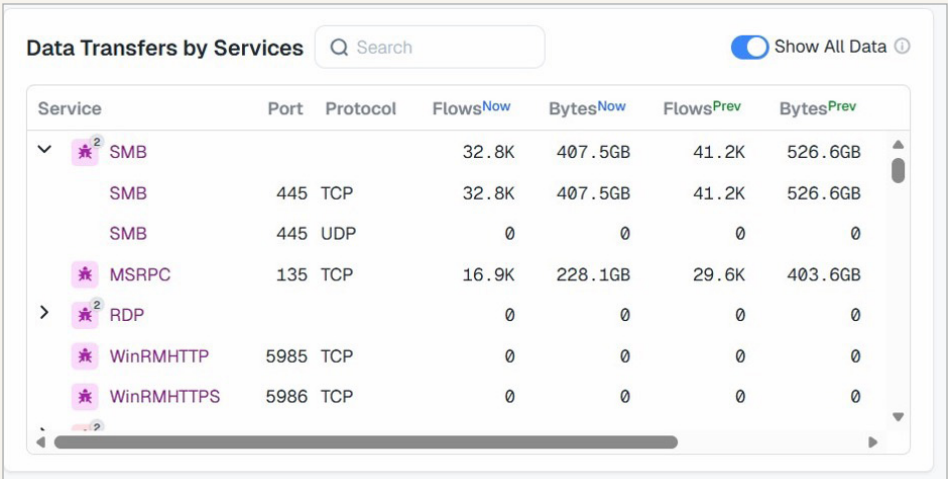 Data Transfers by Services Search Show All Data
Service Port Protocol FlowsNow BytesNow FlowsPrev BytesPrev
2 SMB 32.8K 407.5GB 41.2K 526.6GB
SMB 445 TCP 32.8K 407.5GB 41.2K 526.6GB
SMB 445 UDP 0 0 0 0
MSRPC 135 TCP 16.9K 228.1GB 29.6K 403.6GB
2 RDP 0 0 0 0
WinRMHTTP 5985 TCP 0 0 0 0
WinRMHTTPS 5986 TCP 0 0 0 0
2